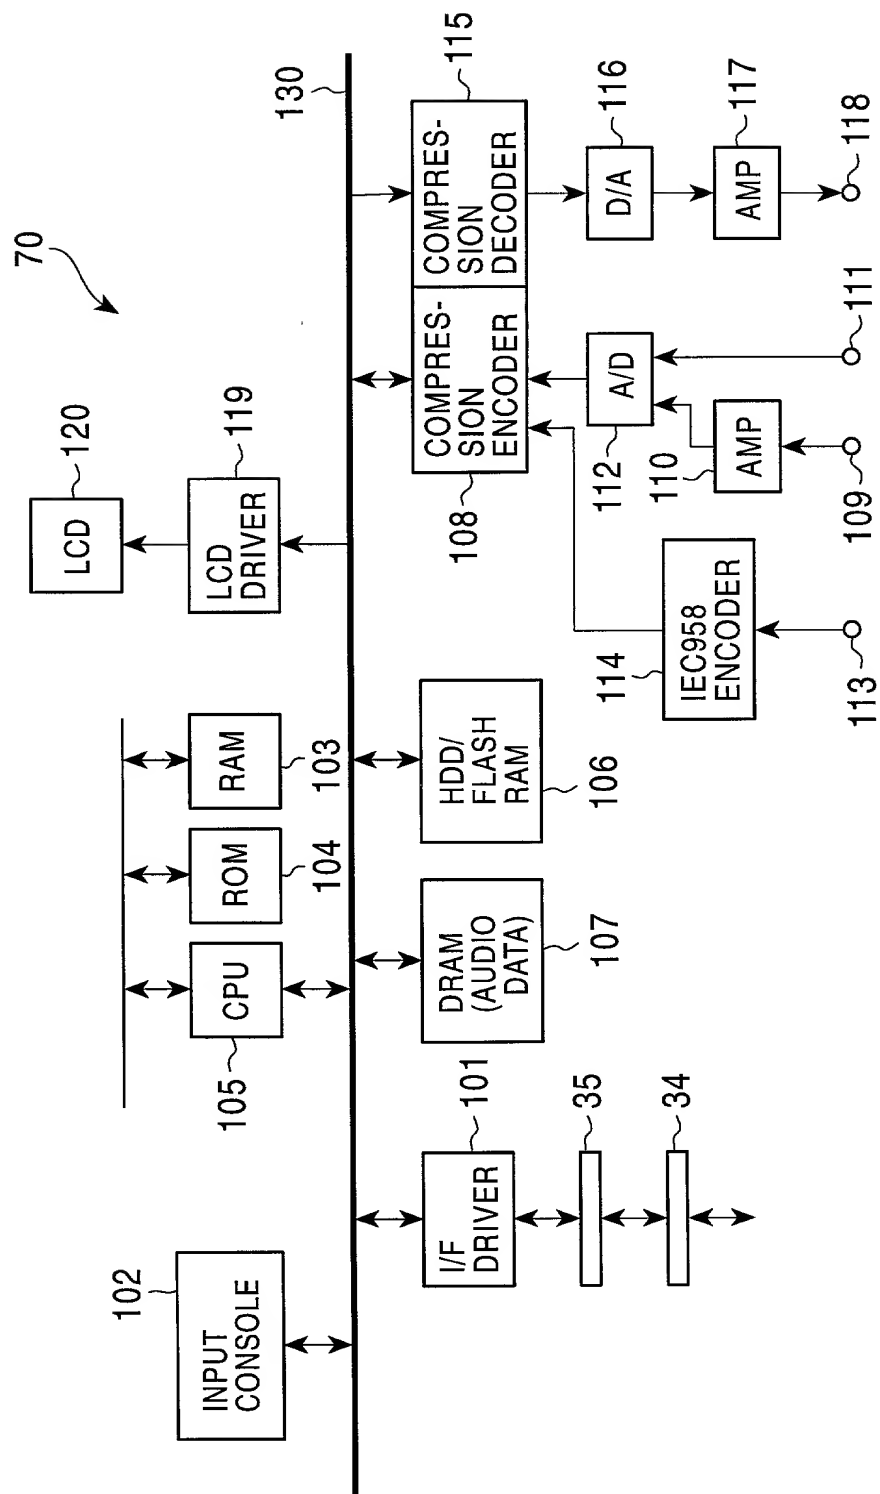 70
INPUT
CONSOLE
102
CPU
105
ROM
104
RAM
103
LCD
120
LCD
DRIVER
119
130
I/F
DRIVER
101
35
34
DRAM
(AUDIO
DATA)
107
HDD/
FLASH
RAM
106
COMPRES-
SION
ENCODER
108
COMPRES-
SION
DECODER
115
IEC958
ENCODER
114
113
A/D
112
AMP
110
109
111
D/A
116
AMP
117
118